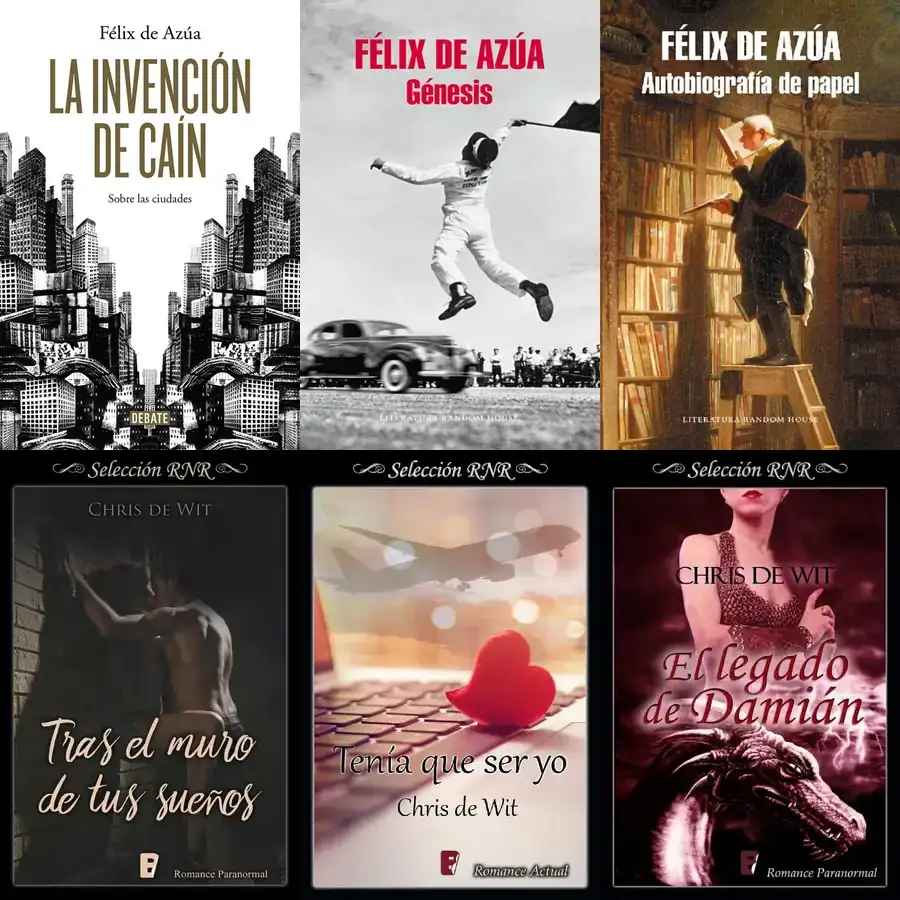 Félix de Azúa
LA INVENCIÓN
DE CAÍN
Sobre las ciudades
DEBATE
FÉLIX DE AZÚA
Génesis
LITERATURA RANDOM HOUSE
FÉLIX DE AZÚA
Autobiografía de papel
LITERATURA RANDOM HOUSE
Selección RNR
CHRIS DE WIT
Tras el muro
de tus sueños
B
Romance Paranormal
Selección RNR
Tenía que ser yo
Chris de Wit
B
Romance Actual
Selección RNR
CHRIS DE WIT
El legado
de Damián
B
Romance Paranormal